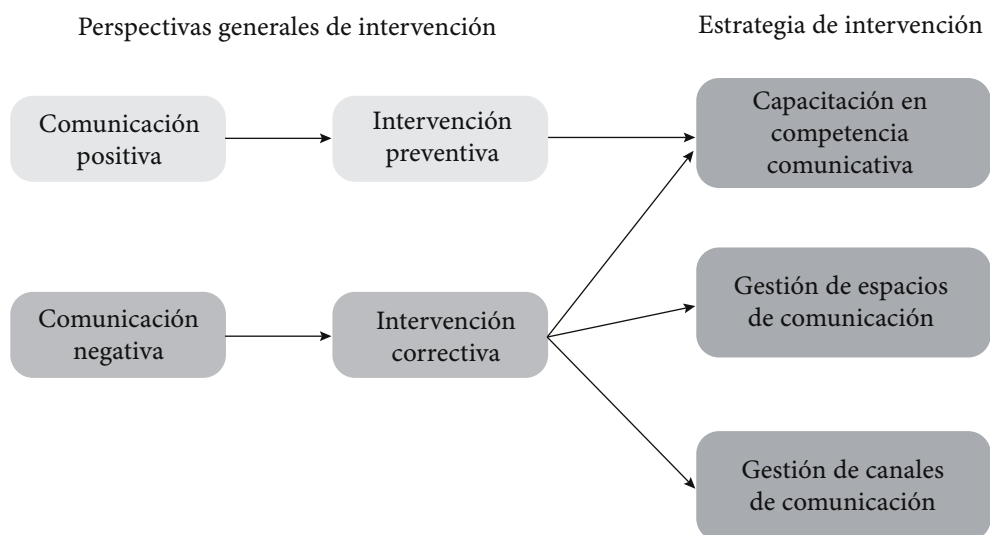 Perspectivas generales de intervención
Estrategia de intervención
Comunicación
positiva
Intervención
preventiva
Capacitación en
competencia
comunicativa
Comunicación
negativa
Intervención
correctiva
Gestión de espacios
de comunicación
Gestión de canales
de comunicación